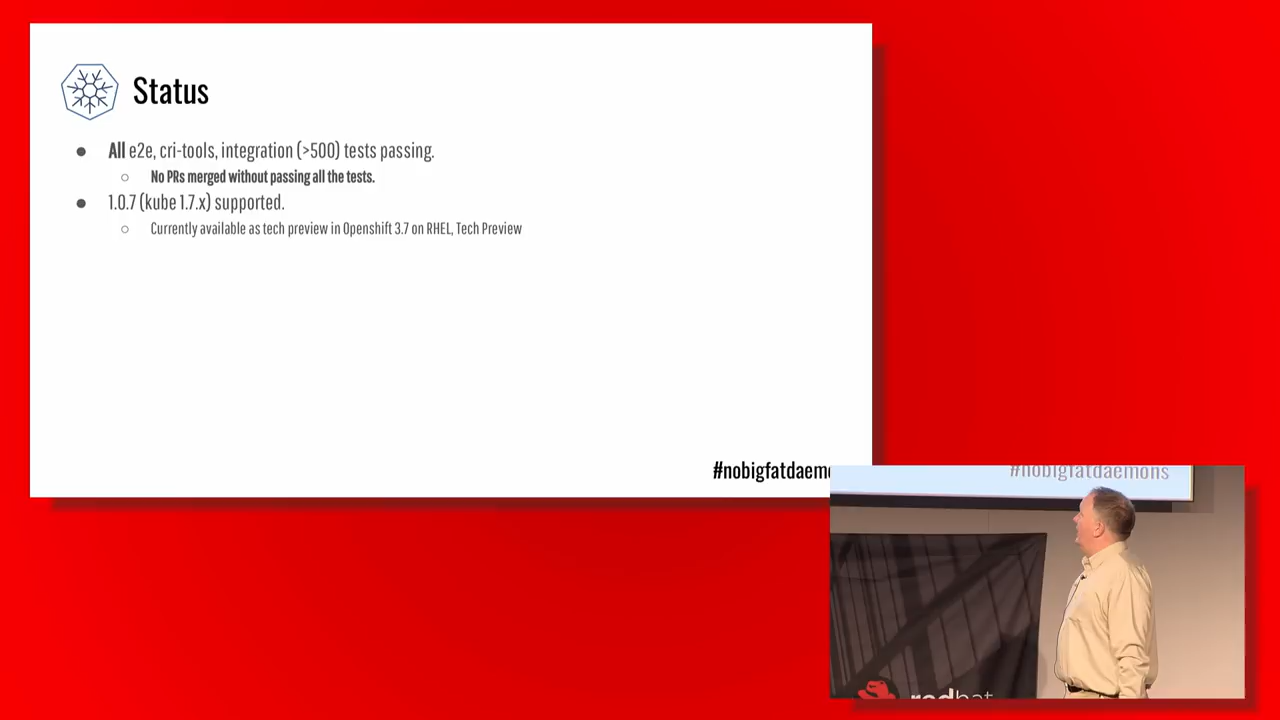 Status
● All e2e, cri-tools, integration (>500) tests passing.
○ No PRs merged without passing all the tests.
● 1.0.7 (kube 1.7.x) supported.
○ Currently available as tech preview in Openshift 3.7 on RHEL, Tech Preview
#nobigfatdaemo
#nobigfatdaemons
redhat